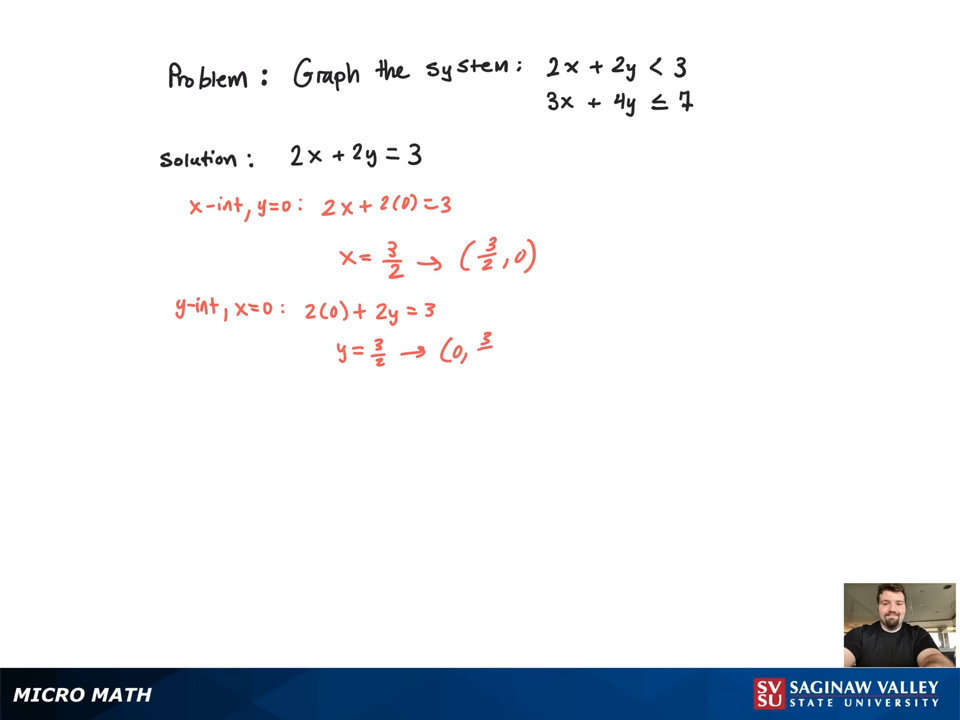 Problem: Graph the system: 2x + 2y < 3
3x + 4y ≤ 7
Solution: 2x + 2y = 3
x-int, y=0: 2x + 2(0) = 3
x = 3/2 → (3/2, 0)
y-int, x=0: 2(0) + 2y = 3
y = 3/2 → (0, 3
MICRO MATH
SV SU SAGINAW VALLEY
STATE UNIVERSITY